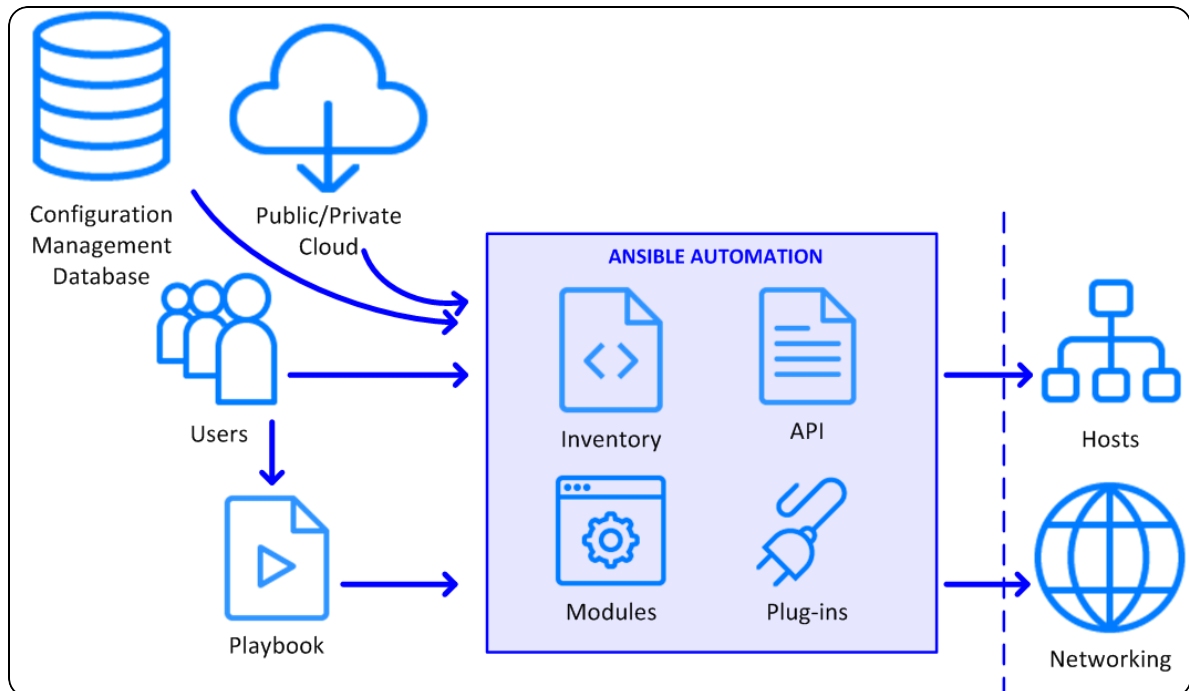 Configuration
Management
Database
Public/Private
Cloud
ANSIBLE AUTOMATION
Users
Inventory
API
Hosts
Playbook
Modules
Plug-ins
Networking